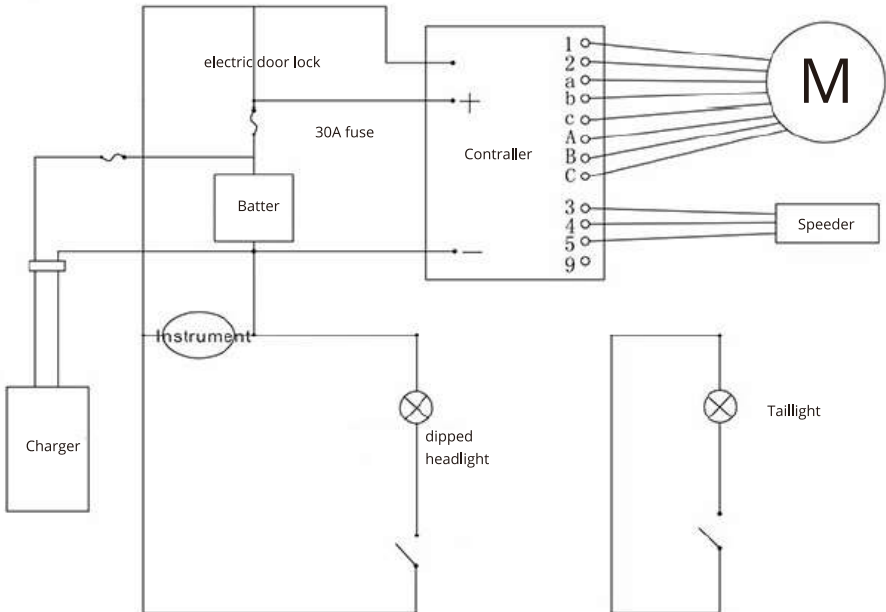 1
2
a
b
c
A
B
C
3
4
5
9
M
electric door lock
+
30A fuse
Contraller
Batter
—
Speeder
Instrument
Charger
dipped
headlight
Taillight